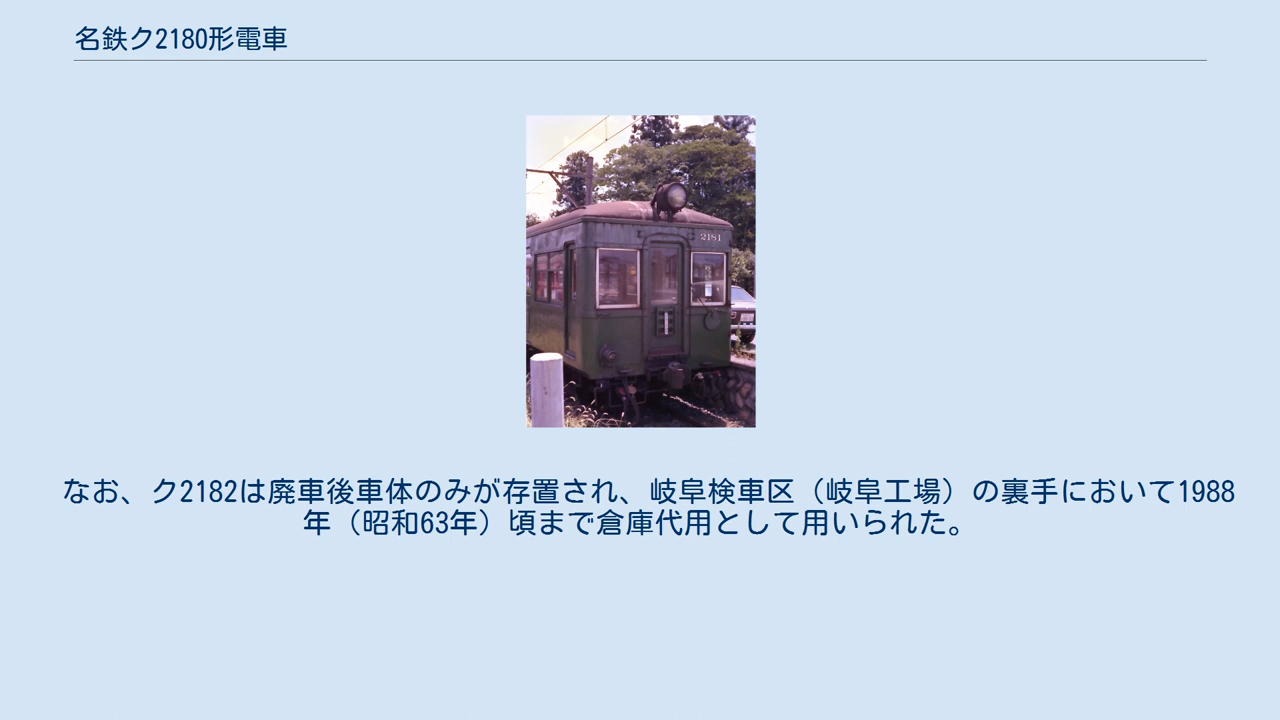 名鉄ク2180形電車
2181
なお、ク2182は廃車後車体のみが存置され、岐阜検車区（岐阜工場）の裏手において1988
年（昭和63年）頃まで倉庫代用として用いられた。